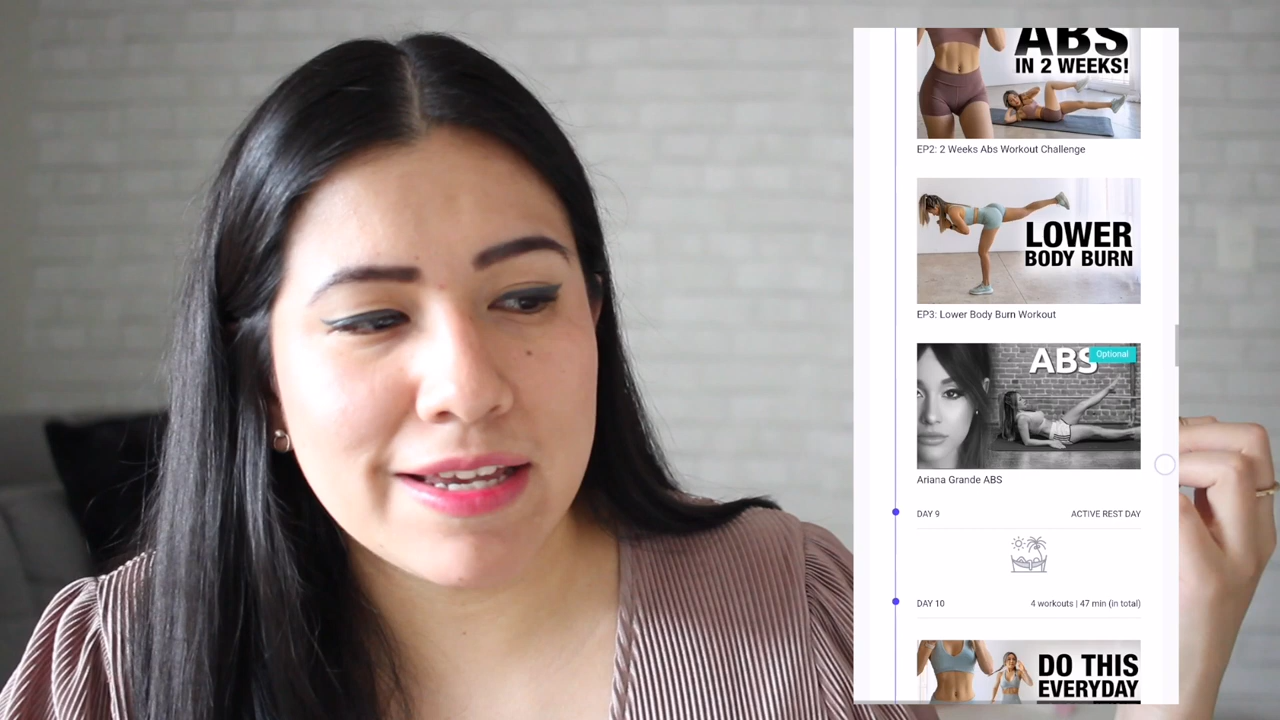 ABS
IN 2 WEEKS!
EP2: 2 Weeks Abs Workout Challenge
LOWER
BODY BURN
EP3: Lower Body Burn Workout
ABS
Optional
Ariana Grande ABS
DAY 9
ACTIVE REST DAY
DAY 10
4 workouts | 47 min (in total)
DO THIS
EVERYDAY